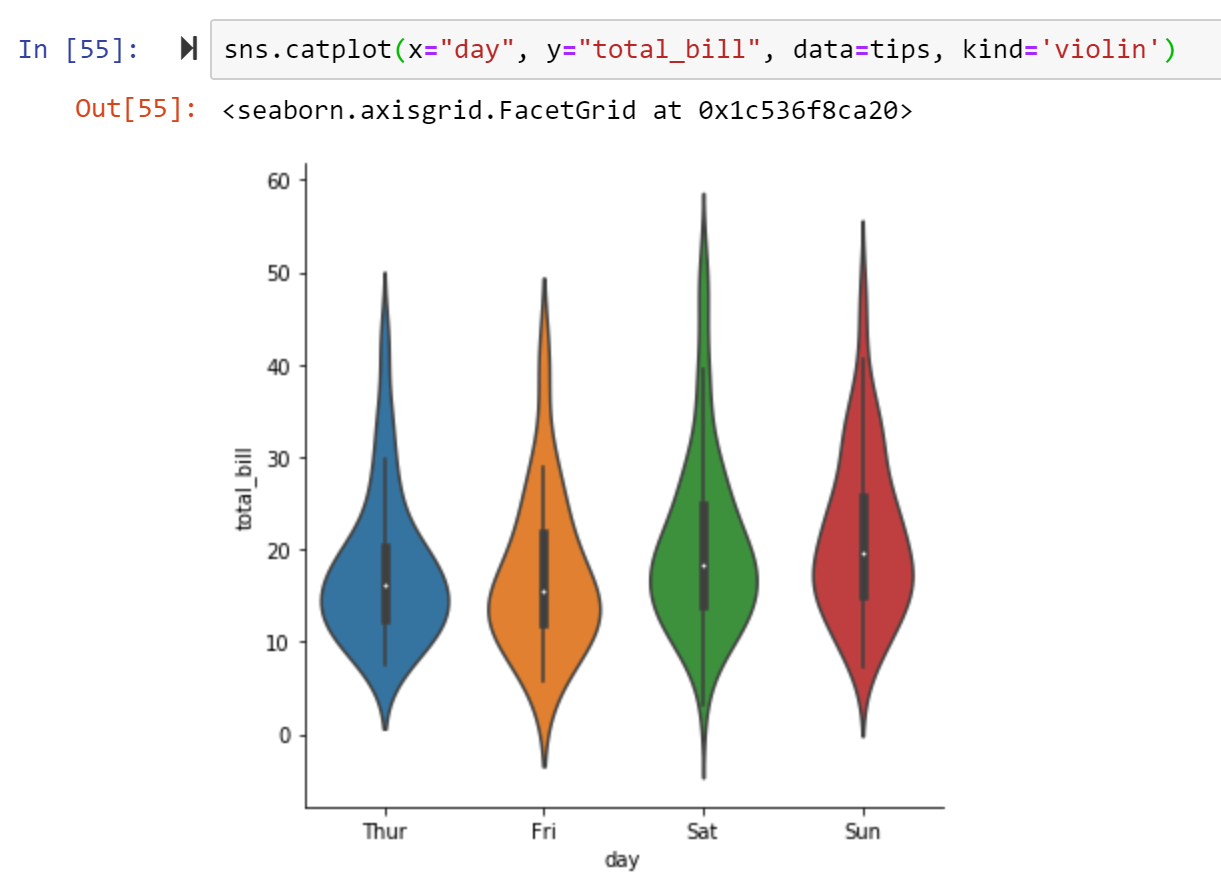 In [55]: sns.catplot(x="day", y="total_bill", data=tips, kind='violin')
Out[55]: <seaborn.axisgrid.FacetGrid at 0x1c536f8ca20>
60
50
40
30
20
10
0
total_bill
Thur Fri Sat Sun
day